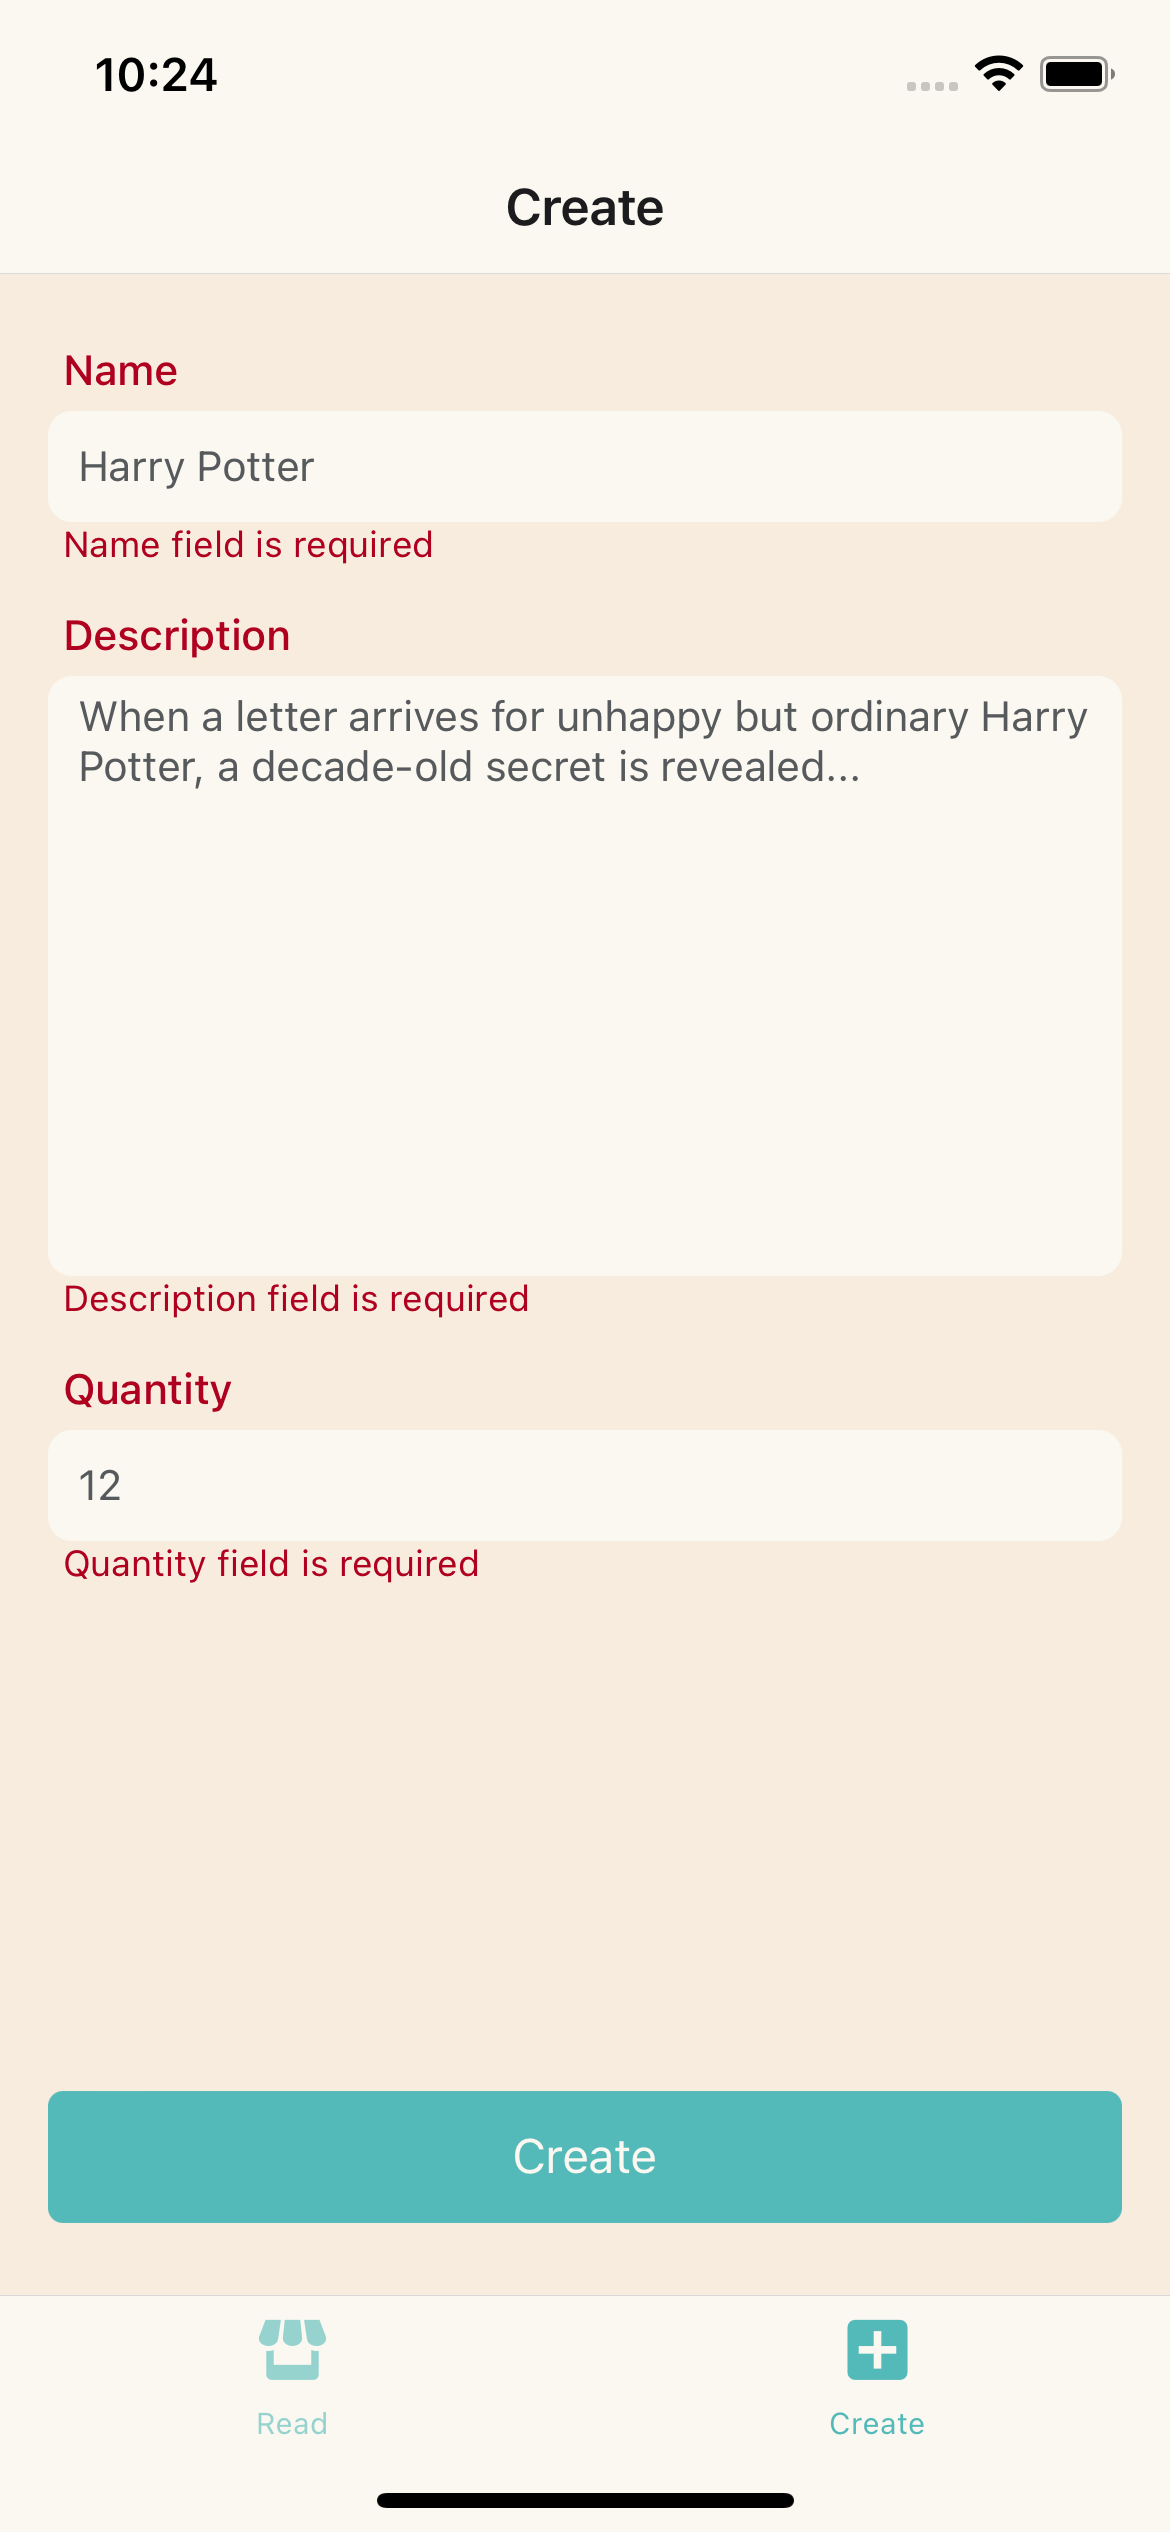 10:24
Create
Name
Harry Potter
Name field is required
Description
When a letter arrives for unhappy but ordinary Harry
Potter, a decade-old secret is revealed...
Description field is required
Quantity
12
Quantity field is required
Create
Read
Create